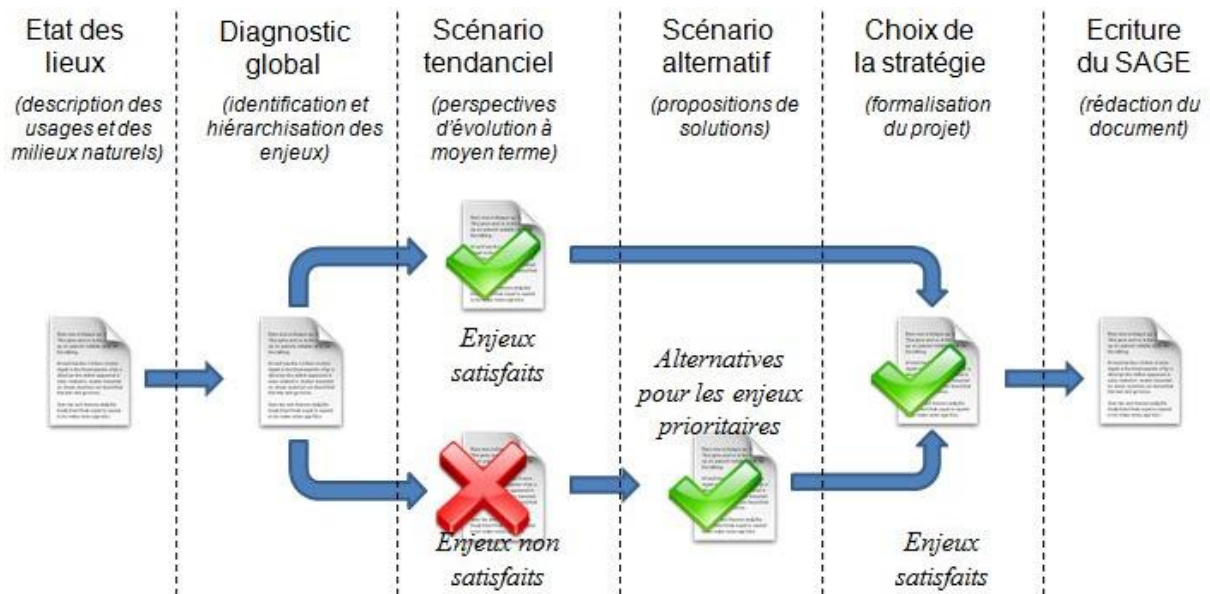 Etat des
lieux
(description des
usages et des
milieux naturels)
Diagnostic
global
(identification et
hiérarchisation des
enjeux)
Scénario
tendanciel
(perspectives
d'évolution à
moyen terme)
Scénario
alternatif
(propositions de
solutions)
Choix de
la stratégie
(formalisation
du projet)
Ecriture
du SAGE
(rédaction du
document)
Enjeux
satisfaits
Enjeux non
satisfaits
Alternatives
pour les enjeux
prioritaires
Enjeux
satisfaits